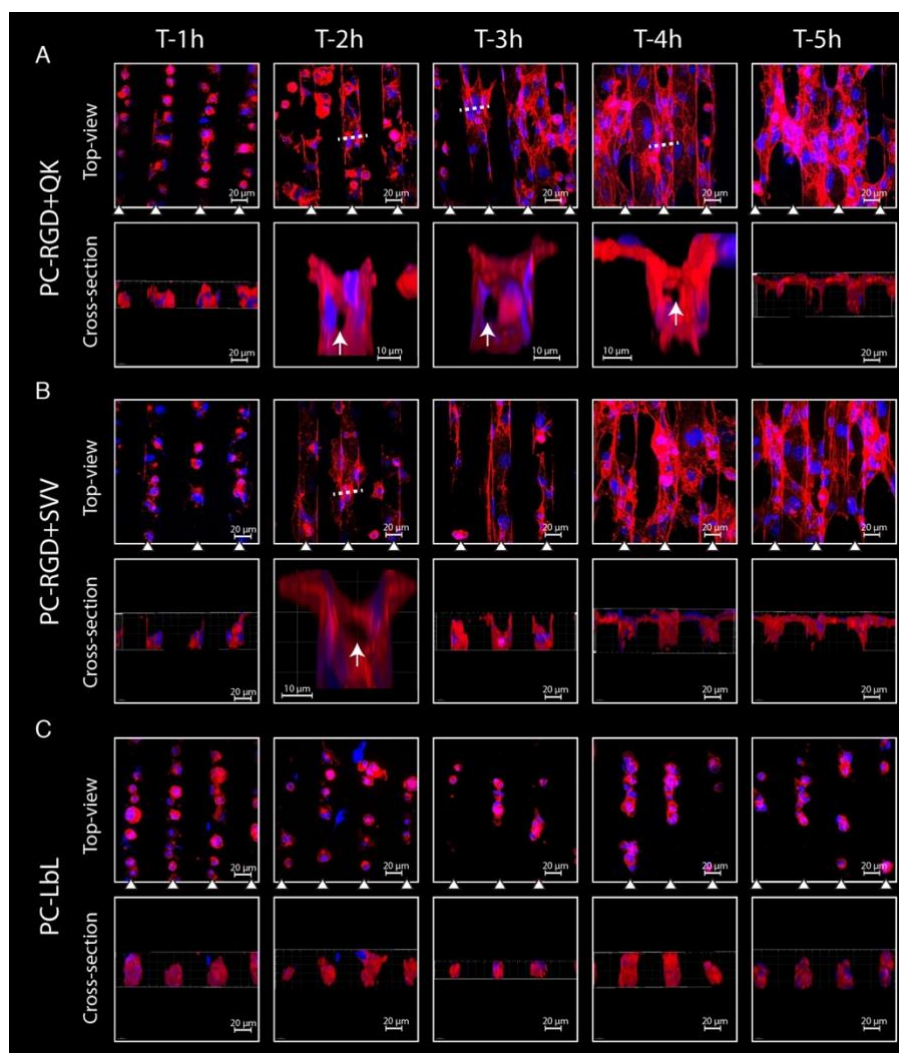 T-1h T-2h T-3h T-4h T-5h
A
PC-RGD+QK
Top-view
20 µm 20 µm 20 µm 20 µm 20 µm
Cross-section
20 µm 10 µm 10 µm 10 µm 20 µm
B
PC-RGD+SVV
Top-view
20 µm 20 µm 20 µm 20 µm 20 µm
Cross-section
20 µm 10 µm 20 µm 20 µm 20 µm
C
PC-LbL
Top-view
20 µm 20 µm 20 µm 20 µm 20 µm
Cross-section
20 µm 20 µm 20 µm 20 µm 20 µm